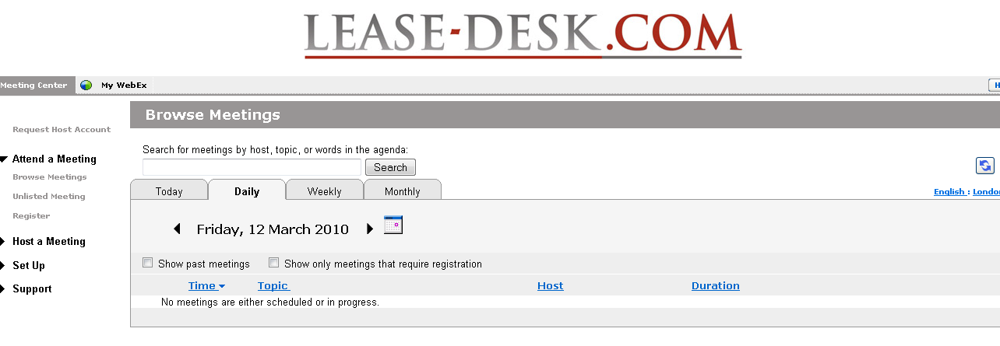 LEASE-DESK.COM
Meeting Center My WebEx
Browse Meetings
Request Host Account
Search for meetings by host, topic, or words in the agenda:
Attend a Meeting
Search
Browse Meetings
Today Daily Weekly Monthly
English :
Unlisted Meeting
Register
Friday, 12 March 2010
Host a Meeting
Show past meetings Show only meetings that require registration
Set Up
Time Topic Host Duration
Support
No meetings are either scheduled or in progress.